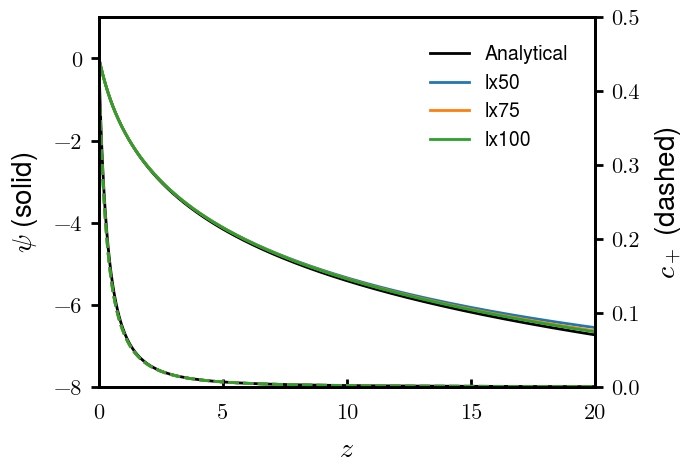 Analytical
lx50
lx75
lx100
ψ (solid)
0
−2
−4
−6
−8
0.5
0.4
0.3
0.2
0.1
0.0
c₊ (dashed)
0 5 10 15 20
z